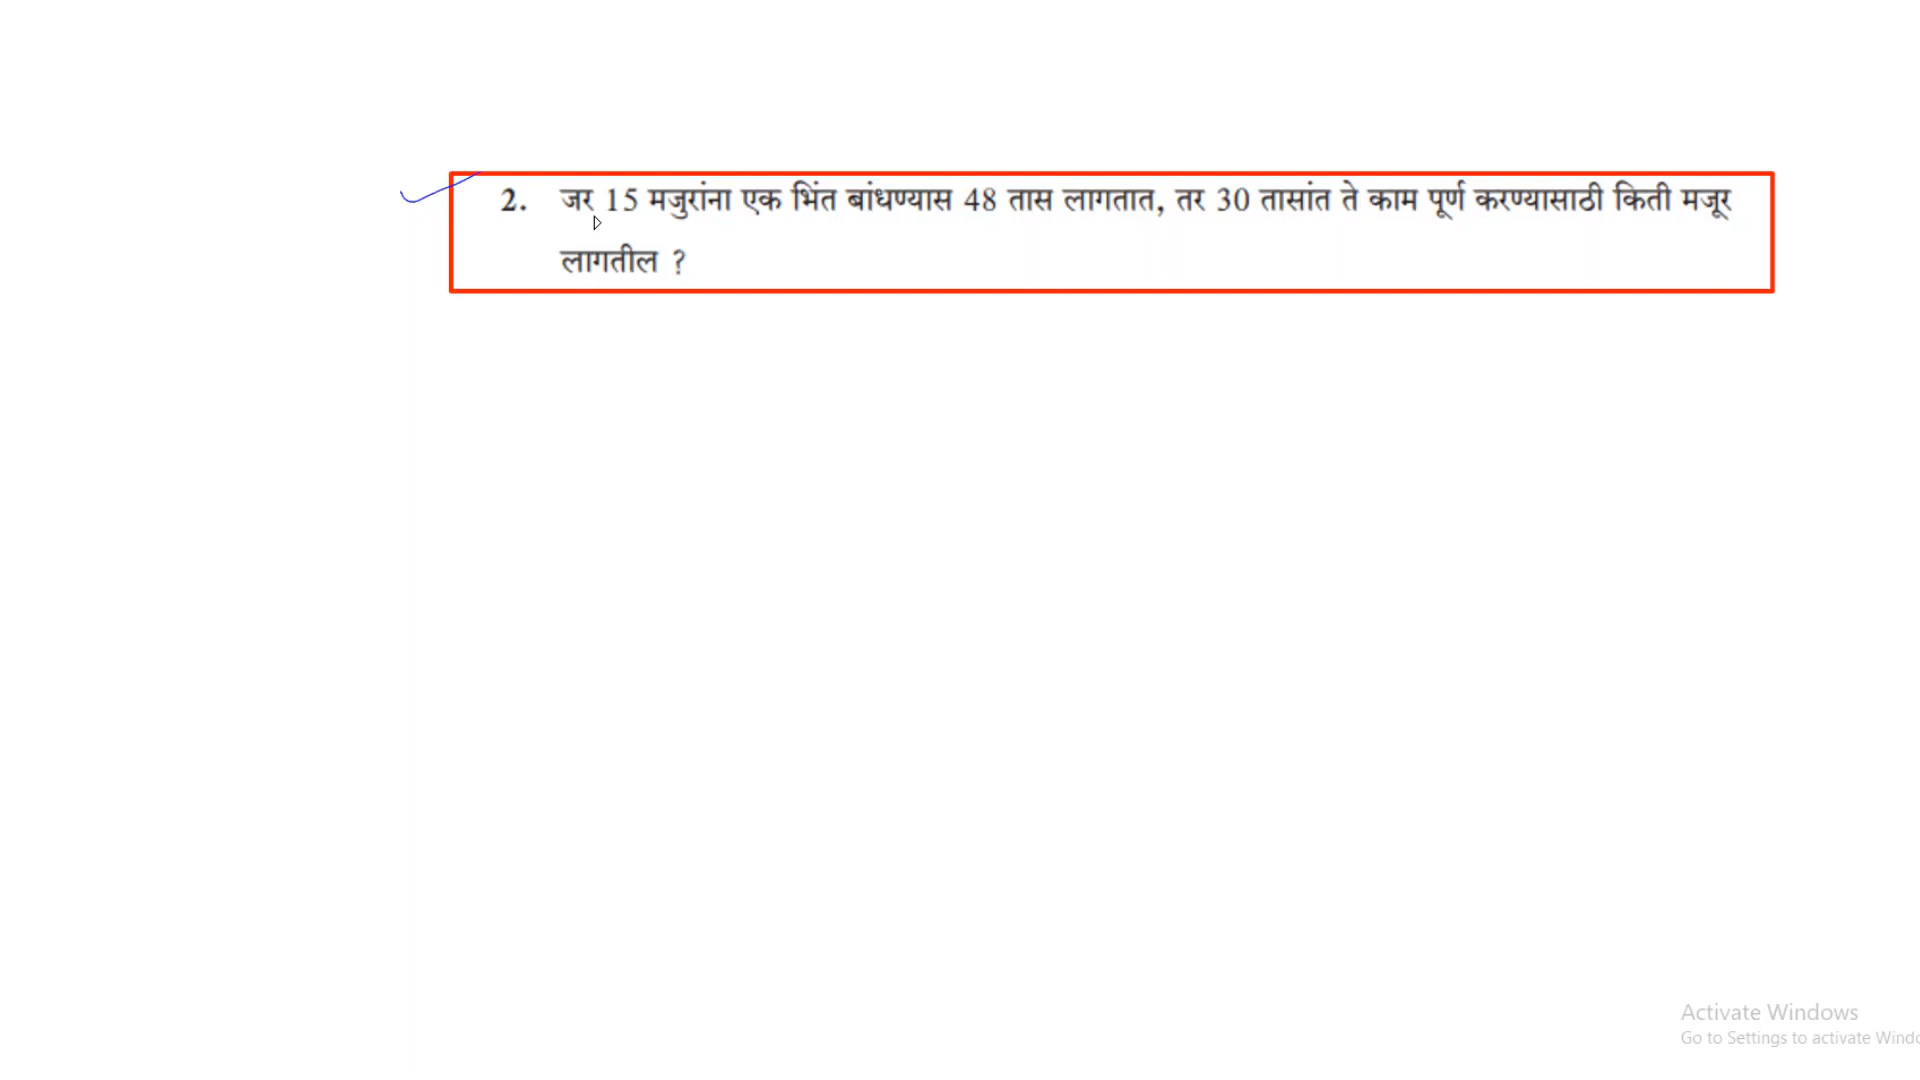 2. जर 15 मजुरांना एक भिंत बांधण्यास 48 तास लागतात, तर 30 तासांत ते काम पूर्ण करण्यासाठी किती मजूर
लागतील ?
Activate Windows
Go to Settings to activate Windo